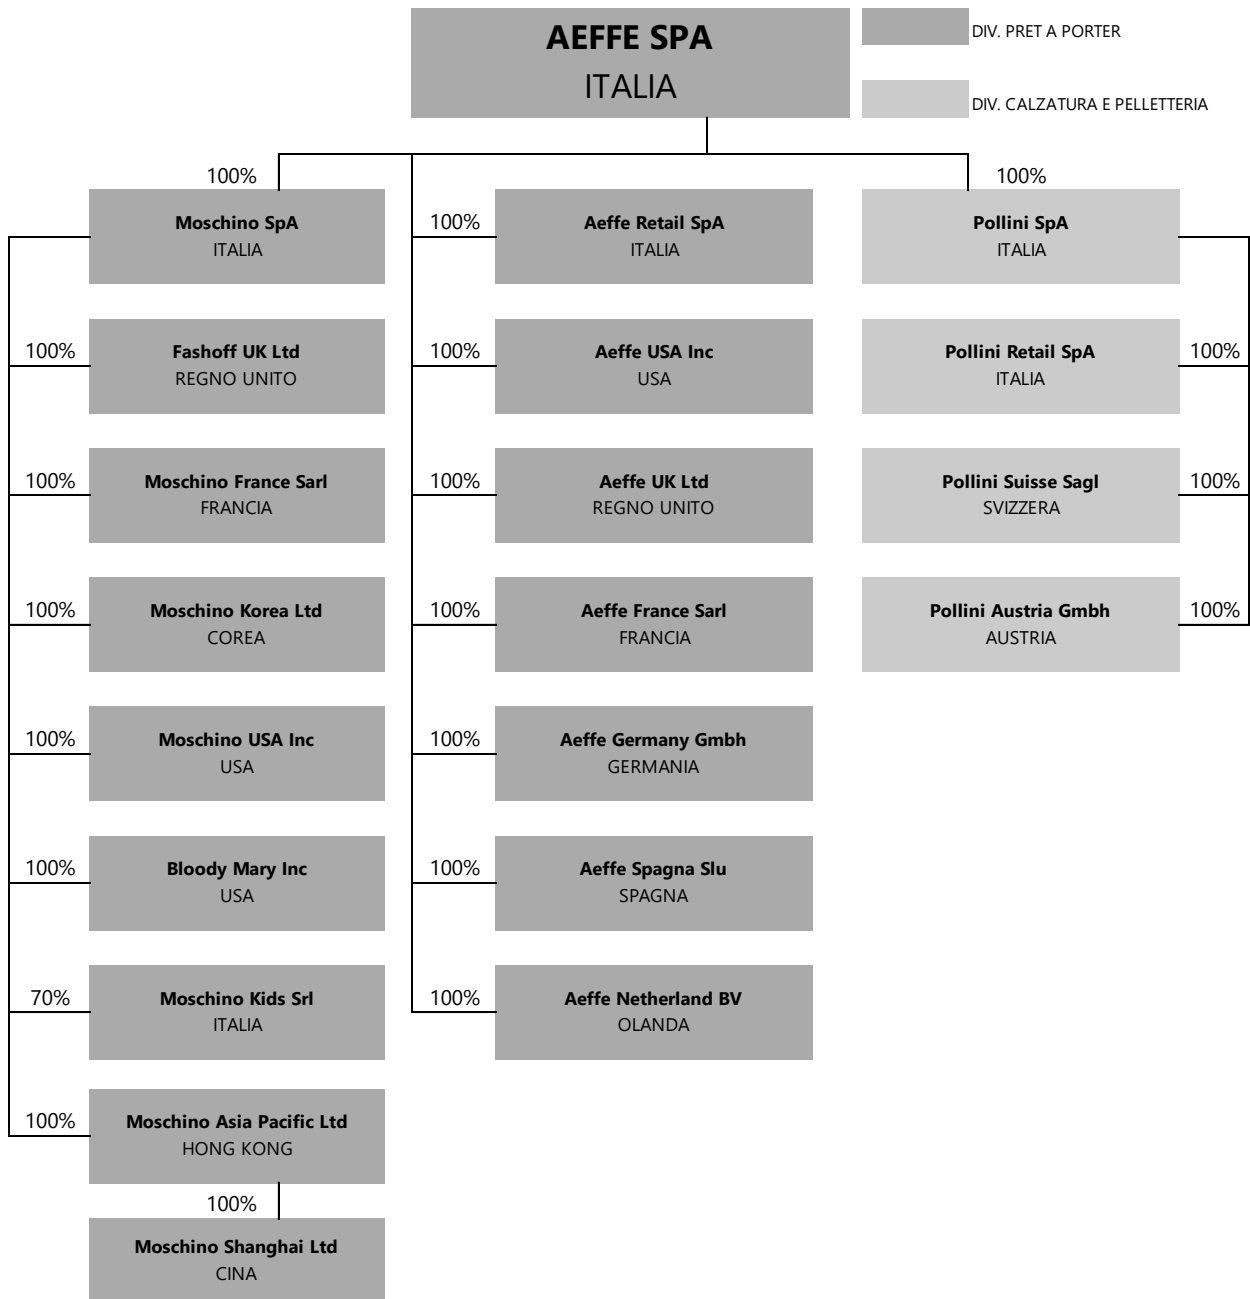 AEFFE SPA
ITALIA
DIV. PRET A PORTER
DIV. CALZATURA E PELLETTERIA
100%
Moschino SpA
ITALIA
100%
Fashoff UK Ltd
REGNO UNITO
100%
Moschino France Sarl
FRANCIA
100%
Moschino Korea Ltd
COREA
100%
Moschino USA Inc
USA
100%
Bloody Mary Inc
USA
70%
Moschino Kids Srl
ITALIA
100%
Moschino Asia Pacific Ltd
HONG KONG
100%
Moschino Shanghai Ltd
CINA
100%
Aeffe Retail SpA
ITALIA
100%
Aeffe USA Inc
USA
100%
Aeffe UK Ltd
REGNO UNITO
100%
Aeffe France Sarl
FRANCIA
100%
Aeffe Germany Gmbh
GERMANIA
100%
Aeffe Spagna Slu
SPAGNA
100%
Aeffe Netherland BV
OLANDA
100%
Pollini SpA
ITALIA
Pollini Retail SpA
ITALIA
100%
Pollini Suisse Sagl
SVIZZERA
100%
Pollini Austria Gmbh
AUSTRIA
100%